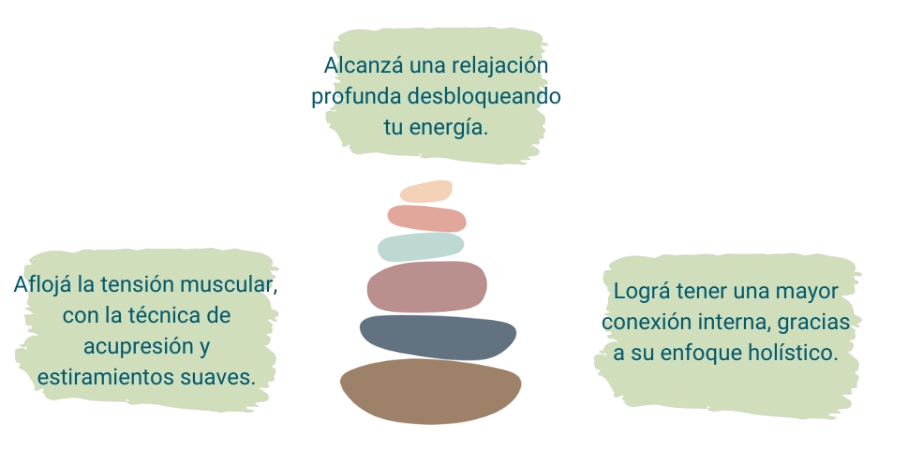 Alcanzá una relajación
profunda desbloqueando
tu energía.
Aflojá la tensión muscular,
con la técnica de
acupresión y
estiramientos suaves.
Lográ tener una mayor
conexión interna, gracias
a su enfoque holístico.